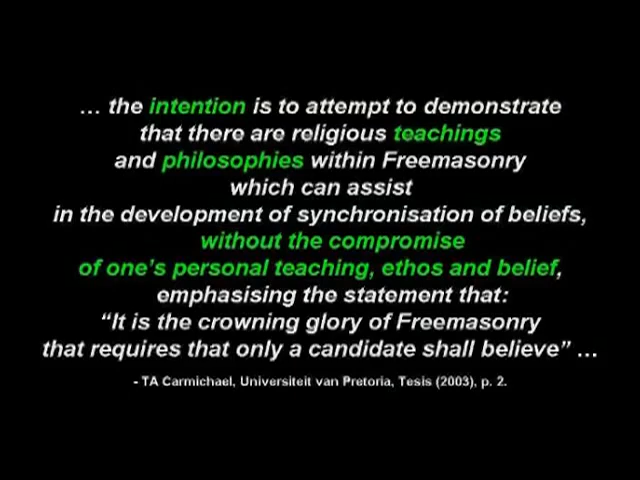 … the intention is to attempt to demonstrate
that there are religious teachings
and philosophies within Freemasonry
which can assist
in the development of synchronisation of beliefs,
without the compromise
of one’s personal teaching, ethos and belief,
emphasising the statement that:
“It is the crowning glory of Freemasonry
that requires that only a candidate shall believe” …
- TA Carmichael, Universiteit van Pretoria, Tesis (2003), p. 2.